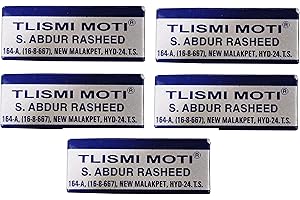 TLISMI MOTI®
S. ABDUR RASHEED
164-A, (16-8-667), NEW MALAKPET, HYD-24. T.S.
TLISMI MOTI®
S. ABDUR RASHEED
164-A, (16-8-667), NEW MALAKPET, HYD-24. T.S.
TLISMI MOTI®
S. ABDUR RASHEED
164-A, (16-8-667), NEW MALAKPET, HYD-24. T.S.
TLISMI MOTI®
S. ABDUR RASHEED
164-A, (16-8-667), NEW MALAKPET, HYD-24. T.S.
TLISMI MOTI®
S. ABDUR RASHEED
164-A, (16-8-667), NEW MALAKPET, HYD-24. T.S.